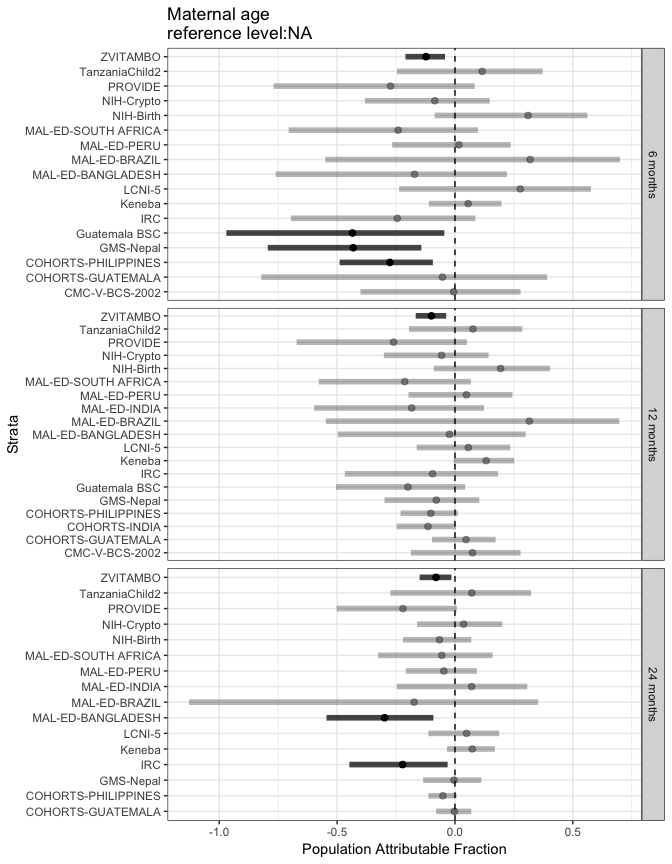 Maternal age
reference level:NA
ZVITAMBO
TanzaniaChild2
PROVIDE
NIH-Crypto
NIH-Birth
MAL-ED-SOUTH AFRICA
MAL-ED-PERU
MAL-ED-BRAZIL
MAL-ED-BANGLADESH
LCNI-5
Keneba
IRC
Guatemala BSC
GMS-Nepal
COHORTS-PHILIPPINES
COHORTS-GUATEMALA
CMC-V-BCS-2002
6 months
ZVITAMBO
TanzaniaChild2
PROVIDE
NIH-Crypto
NIH-Birth
MAL-ED-SOUTH AFRICA
MAL-ED-PERU
MAL-ED-INDIA
MAL-ED-BRAZIL
MAL-ED-BANGLADESH
LCNI-5
Keneba
IRC
Guatemala BSC
GMS-Nepal
COHORTS-PHILIPPINES
COHORTS-INDIA
COHORTS-GUATEMALA
CMC-V-BCS-2002
12 months
Strata
ZVITAMBO
TanzaniaChild2
PROVIDE
NIH-Crypto
NIH-Birth
MAL-ED-SOUTH AFRICA
MAL-ED-PERU
MAL-ED-INDIA
MAL-ED-BRAZIL
MAL-ED-BANGLADESH
LCNI-5
Keneba
IRC
GMS-Nepal
COHORTS-PHILIPPINES
COHORTS-GUATEMALA
24 months
-1.0 -0.5 0.0 0.5
Population Attributable Fraction